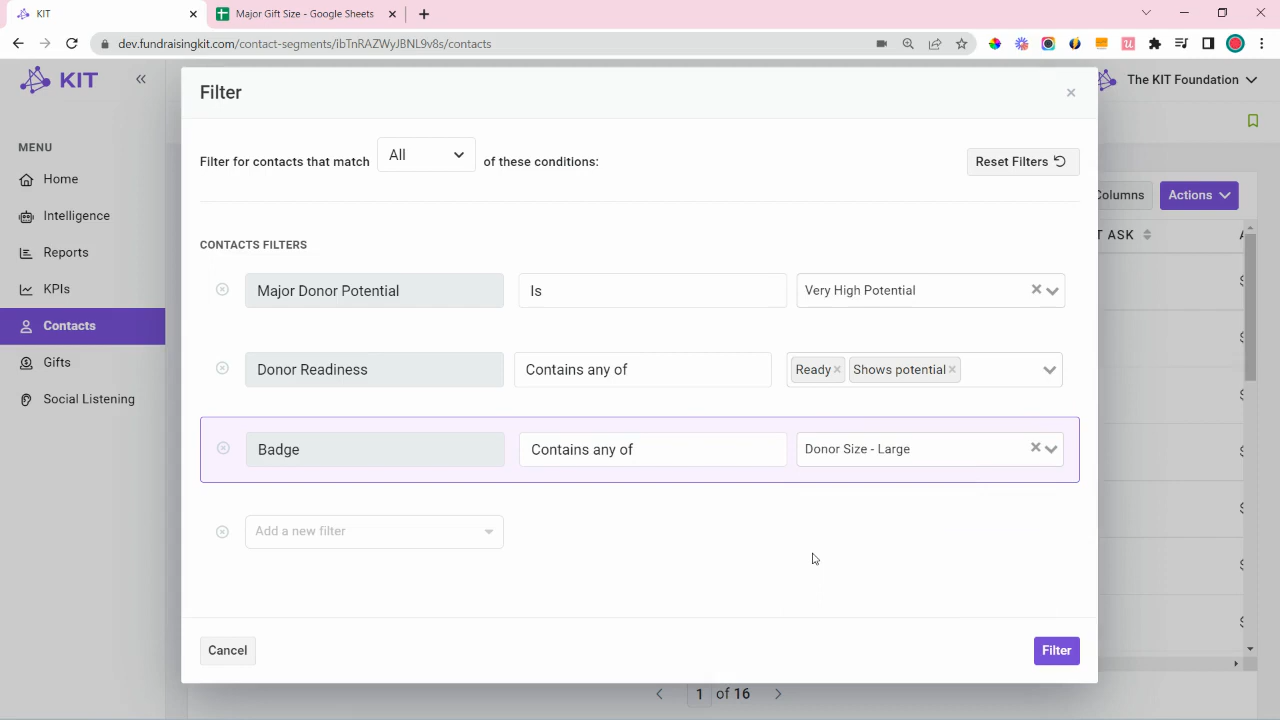 KIT
Major Gift Size - Google Sheets
dev.fundraisingkit.com/contact-segments/ibTnRAZWyJBNL0v8s/contacts
KIT
The KIT Foundation
MENU
Home
Intelligence
Reports
KPIs
Contacts
Gifts
Social Listening
Columns
Actions
T ASK
Filter
Filter for contacts that match All of these conditions:
Reset Filters
CONTACTS FILTERS
Major Donor Potential Is Very High Potential
Donor Readiness Contains any of Ready Shows potential
Badge Contains any of Donor Size - Large
Add a new filter
Cancel
Filter
1 of 16